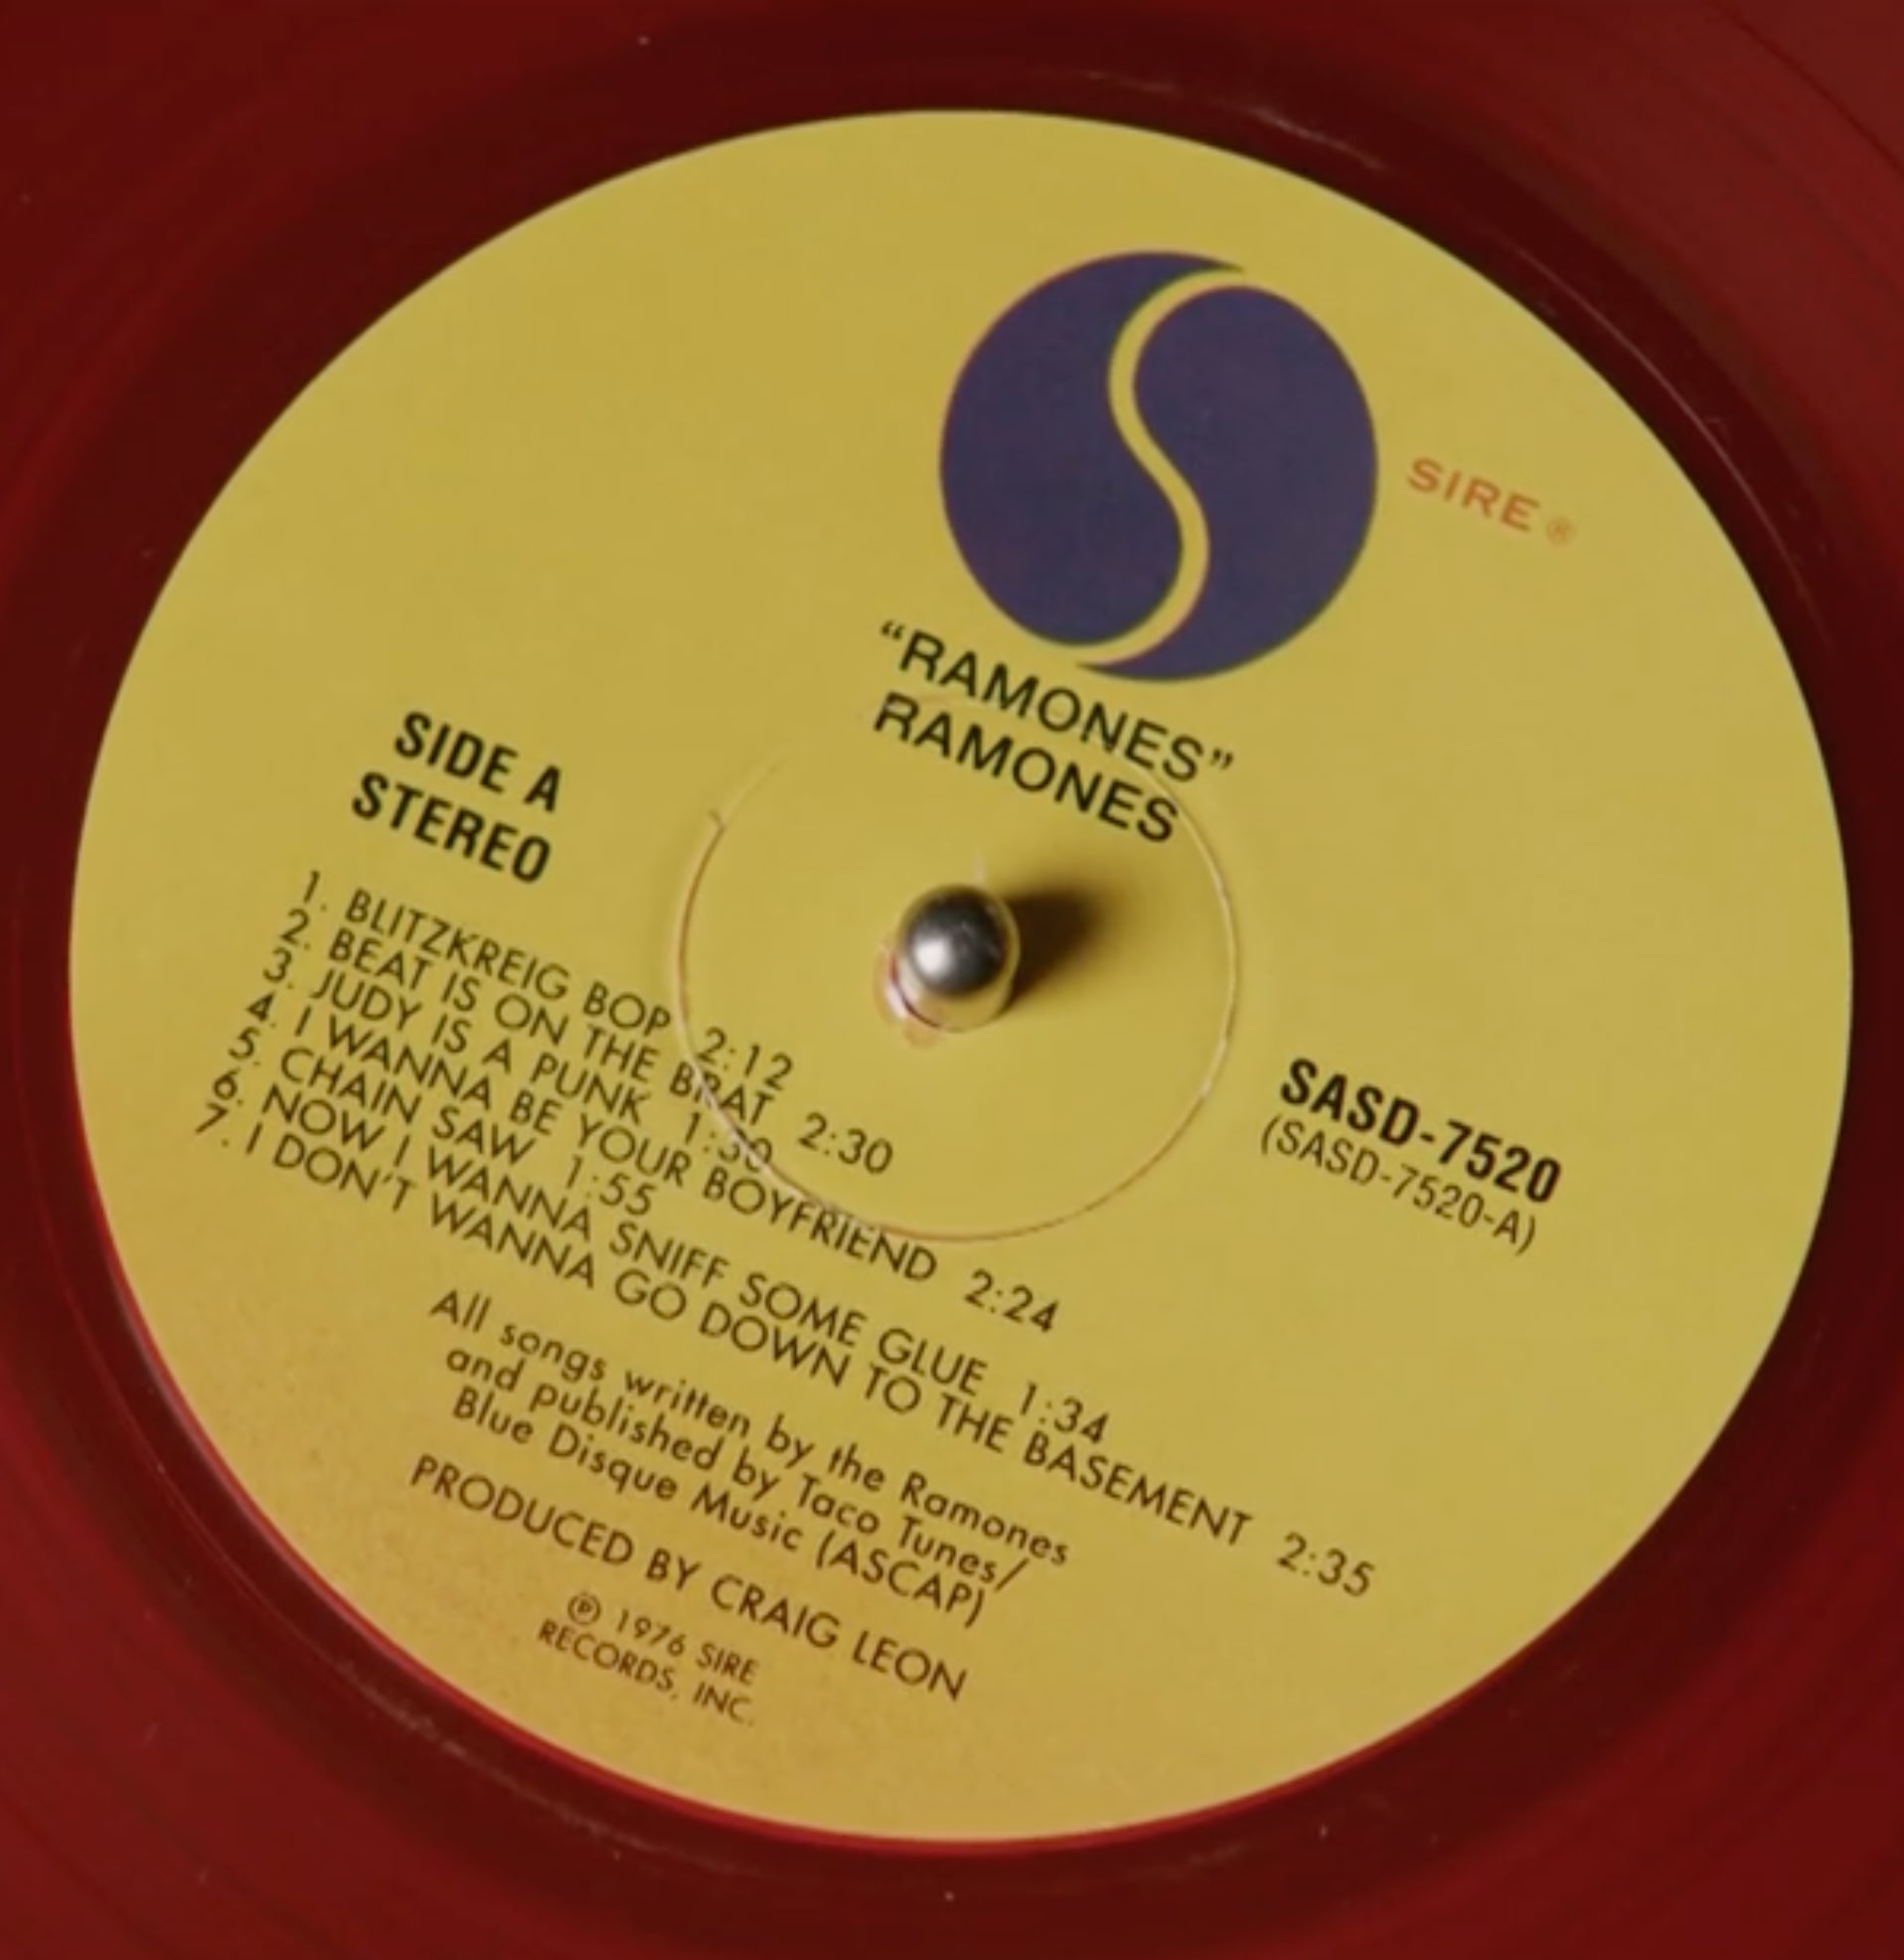 SIRE ®
“RAMONES”
RAMONES
SIDE A
STEREO
1. BLITZKREIG BOP 2:12
2. BEAT IS ON THE BRAT 2:30
3. JUDY IS A PUNK 1:30
4. I WANNA BE YOUR BOYFRIEND 2:24
5. CHAIN SAW 1:55
6. NOW I WANNA SNIFF SOME GLUE 1:34
7. I DON’T WANNA GO DOWN TO THE BASEMENT 2:35
SASD-7520
(SASD-7520-A)
All songs written by the Ramones
and published by Taco Tunes/
Blue Disque Music (ASCAP)
PRODUCED BY CRAIG LEON
℗ 1976 SIRE
RECORDS, INC.